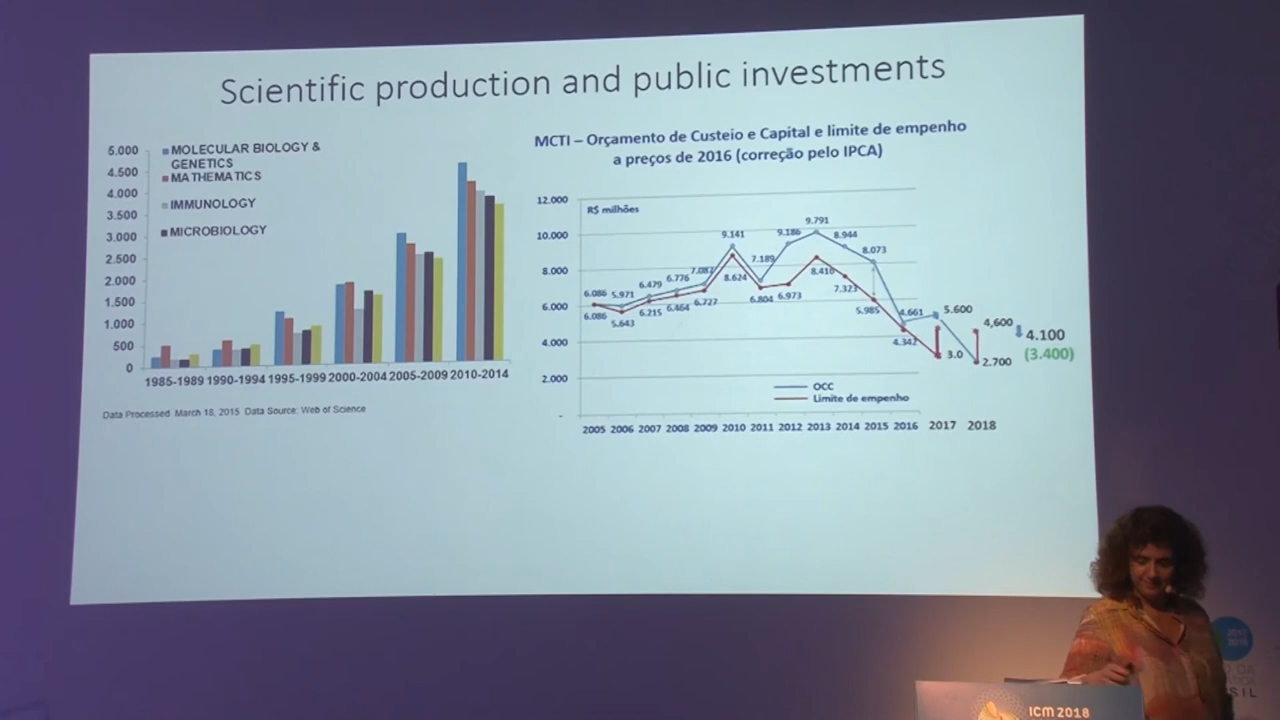 Scientific production and public investments
5.000
4.500
4.000
3.500
3.000
2.500
2.000
1.500
1.000
500
0
MOLECULAR BIOLOGY &
GENETICS
MATHEMATICS
IMMUNOLOGY
MICROBIOLOGY
1985-1989 1990-1994 1995-1999 2000-2004 2005-2009 2010-2014
Data Processed March 18, 2015 Data Source: Web of Science
MCTI – Orçamento de Custeio e Capital e limite de empenho
a preços de 2016 (correção pelo IPCA)
12.000
10.000
8.000
6.000
4.000
2.000
-
R$ milhões
6.086 5.971 6.479 6.776 7.087 9.141 7.189 9.186 9.791 8.944 8.073 4.661 5.600 4,600 4.100
(3.400)
6.086 5.643 6.215 6.464 6.727 8.624 6.804 6.973 8.410 7.323 5.985 4.342 3.0 2.700
OCC
Limite de empenho
2005 2006 2007 2008 2009 2010 2011 2012 2013 2014 2015 2016 2017 2018
ICM 2018